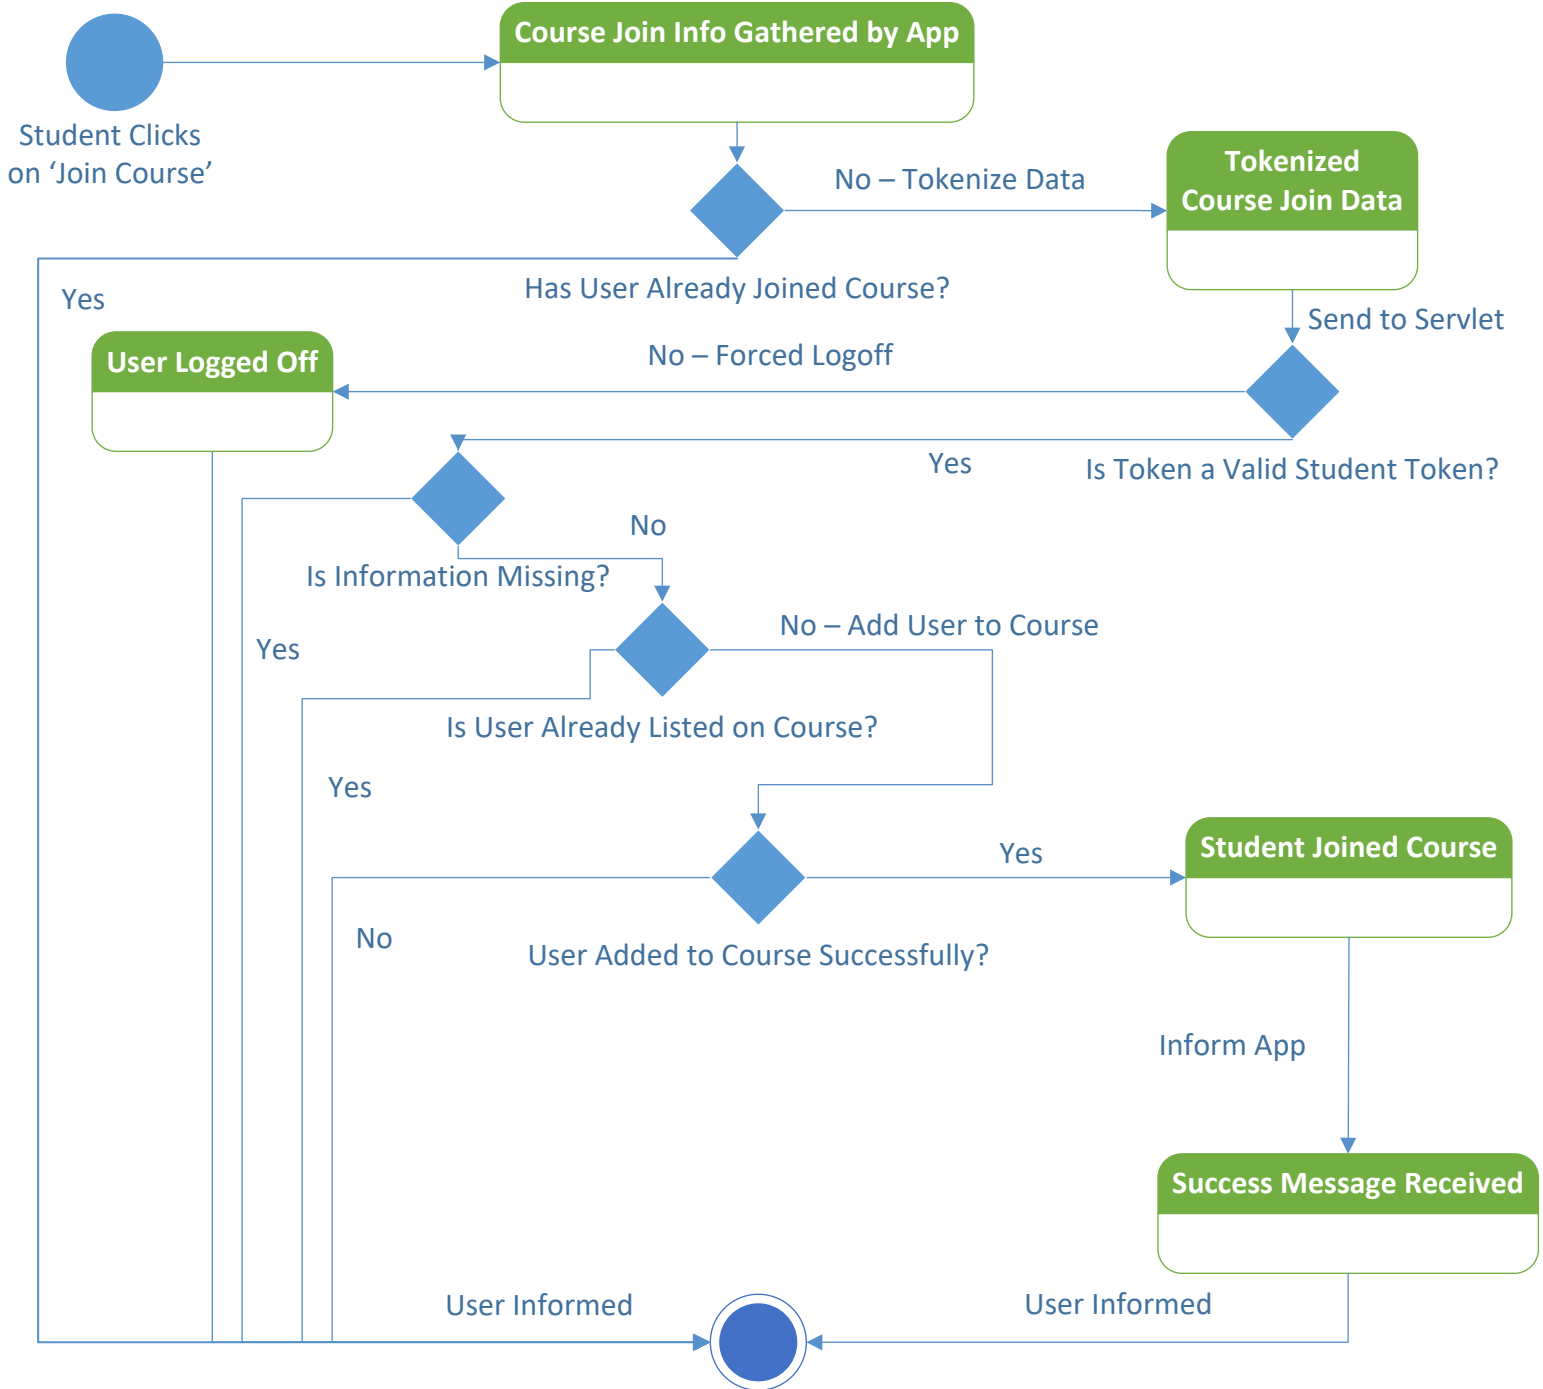 Course Join Info Gathered by App
Student Clicks
on ‘Join Course’
No – Tokenize Data
Tokenized
Course Join Data
Has User Already Joined Course?
Yes
Send to Servlet
User Logged Off
No – Forced Logoff
Yes
Is Token a Valid Student Token?
No
Is Information Missing?
No – Add User to Course
Yes
Is User Already Listed on Course?
Yes
Student Joined Course
Yes
No
User Added to Course Successfully?
Inform App
Success Message Received
User Informed
User Informed